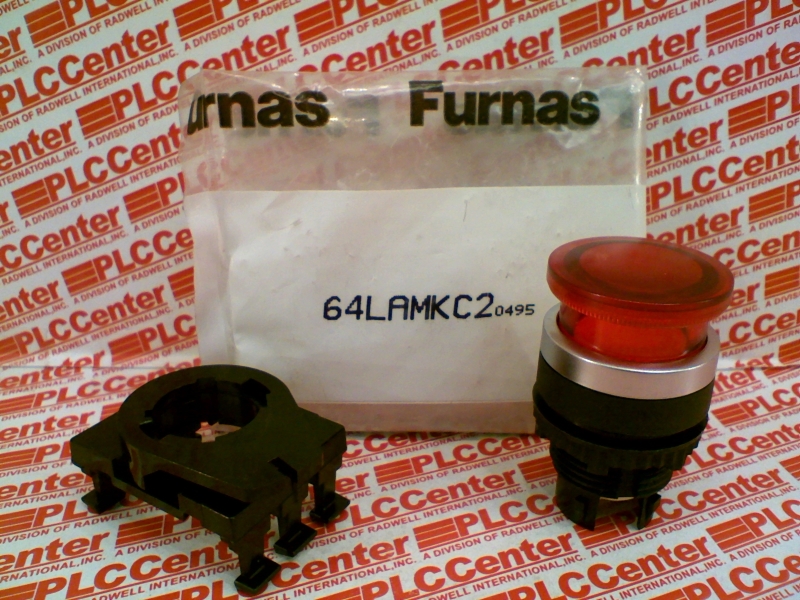 urnas Furnas
64LAMKC2 0495
PLCCenter
A DIVISION OF RADWELL INTERNATIONAL, INC.